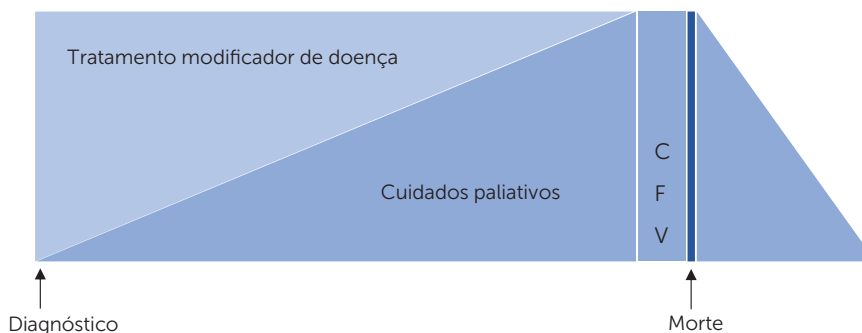 Tratamento modificador de doença
Cuidados paliativos
C
F
V
Diagnóstico
Morte